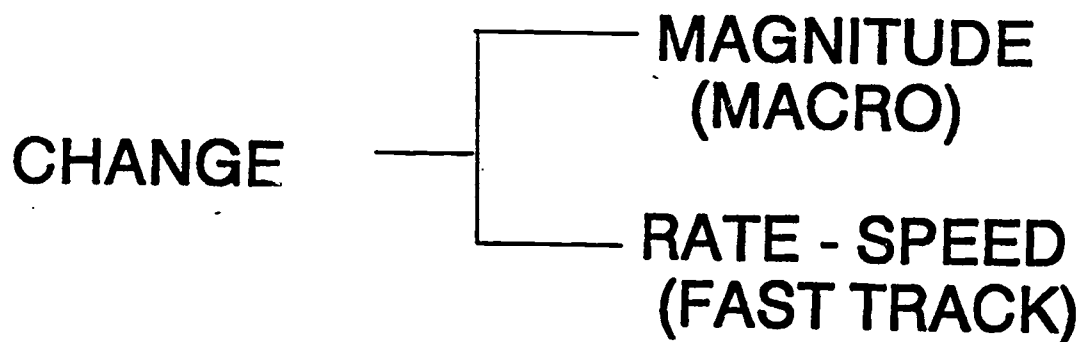 CHANGE
MAGNITUDE
(MACRO)
RATE - SPEED
(FAST TRACK)